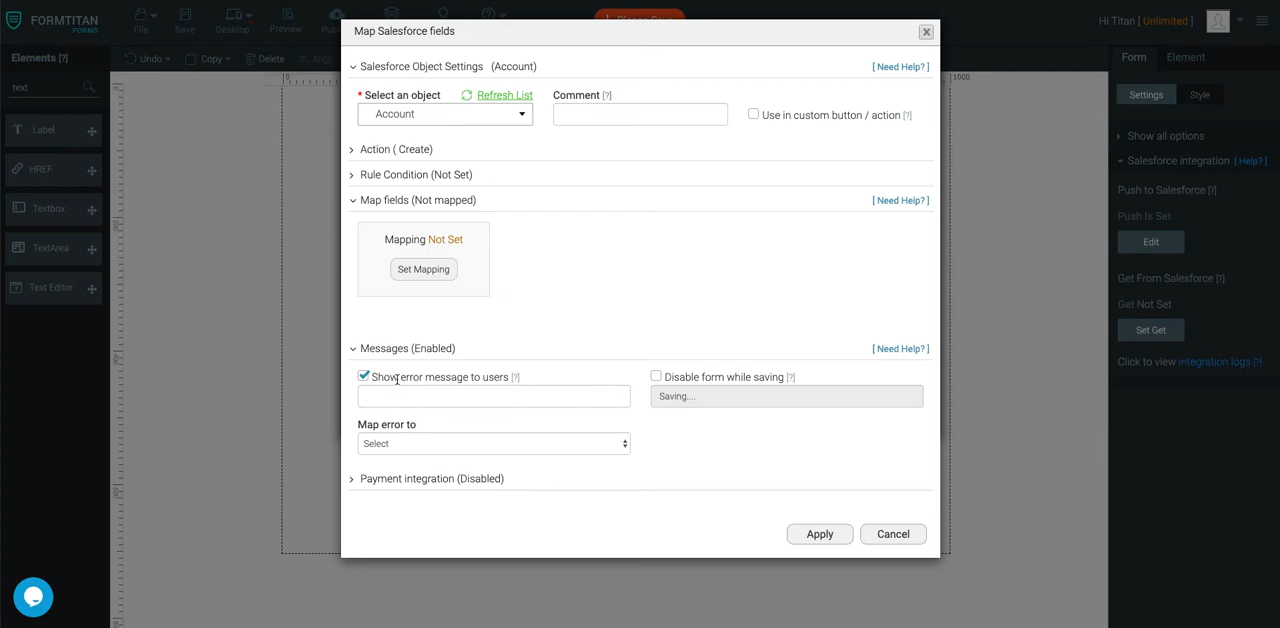 FORMTITAN
FORMS
File
Save
Desktop
Preview
Hi Titan [ Unlimited ]
Elements [?]
Undo
Copy
Delete
text
Label
HREF
Textbox
TextArea
Text Editor
0
1000
Map Salesforce fields
X
Salesforce Object Settings (Account)
[ Need Help? ]
* Select an object
Refresh List
Comment [?]
Account
Use in custom button / action [?]
Action ( Create)
Rule Condition (Not Set)
Map fields (Not mapped)
[ Need Help? ]
Mapping Not Set
Set Mapping
Messages (Enabled)
[ Need Help? ]
Show error message to users [?]
Disable form while saving [?]
Saving....
Map error to
Select
Payment integration (Disabled)
Apply
Cancel
Form
Element
Settings
Style
Show all options
Salesforce integration [Help? ]
Push to Salesforce [?]
Push Is Set
Edit
Get From Salesforce [?]
Get Not Set
Set Get
Click to view integration logs [?]